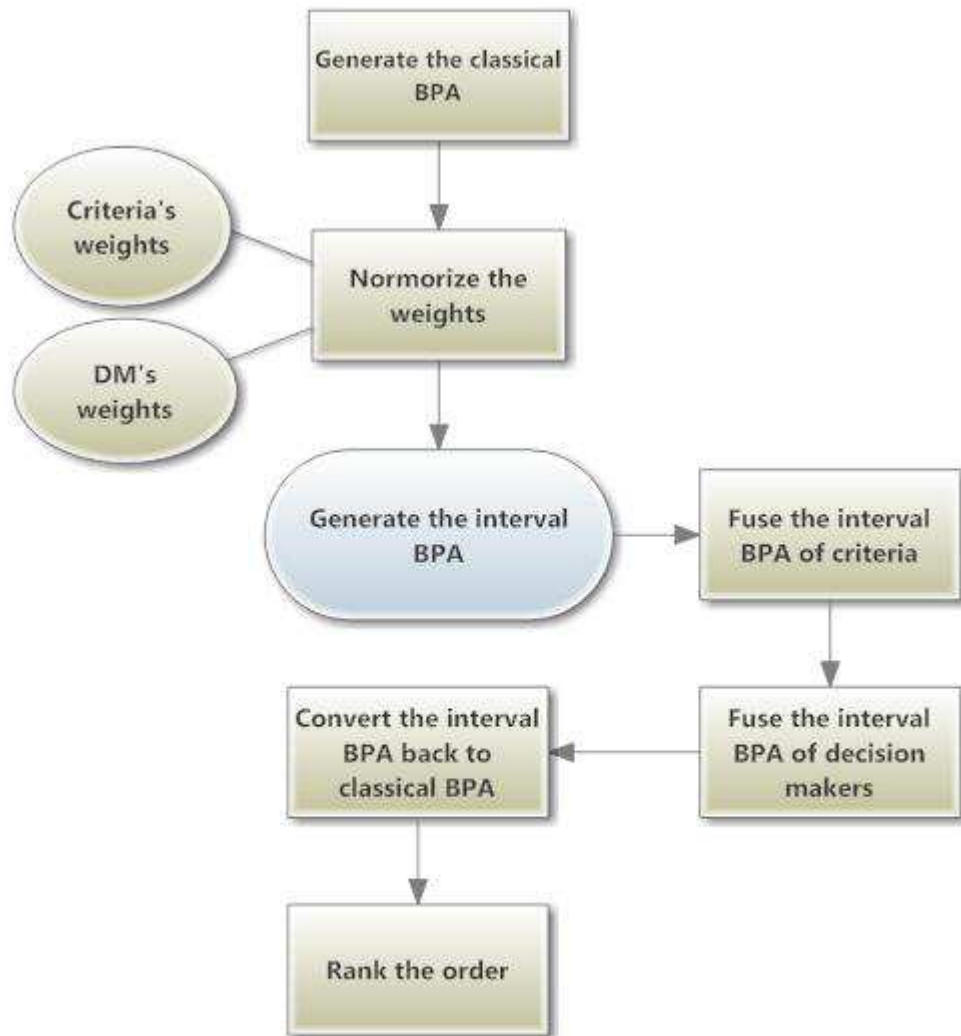 Generate the classical
BPA
Criteria's
weights
Normorize the
weights
DM's
weights
Generate the interval
BPA
Fuse the interval
BPA of criteria
Convert the interval
BPA back to
classical BPA
Fuse the interval
BPA of decision
makers
Rank the order